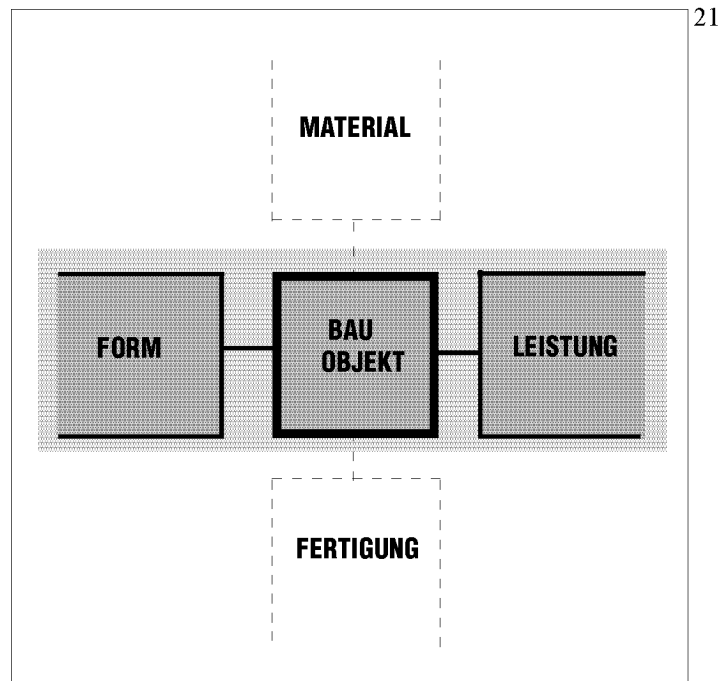 21
MATERIAL
FORM
BAU
OBJEKT
LEISTUNG
FERTIGUNG